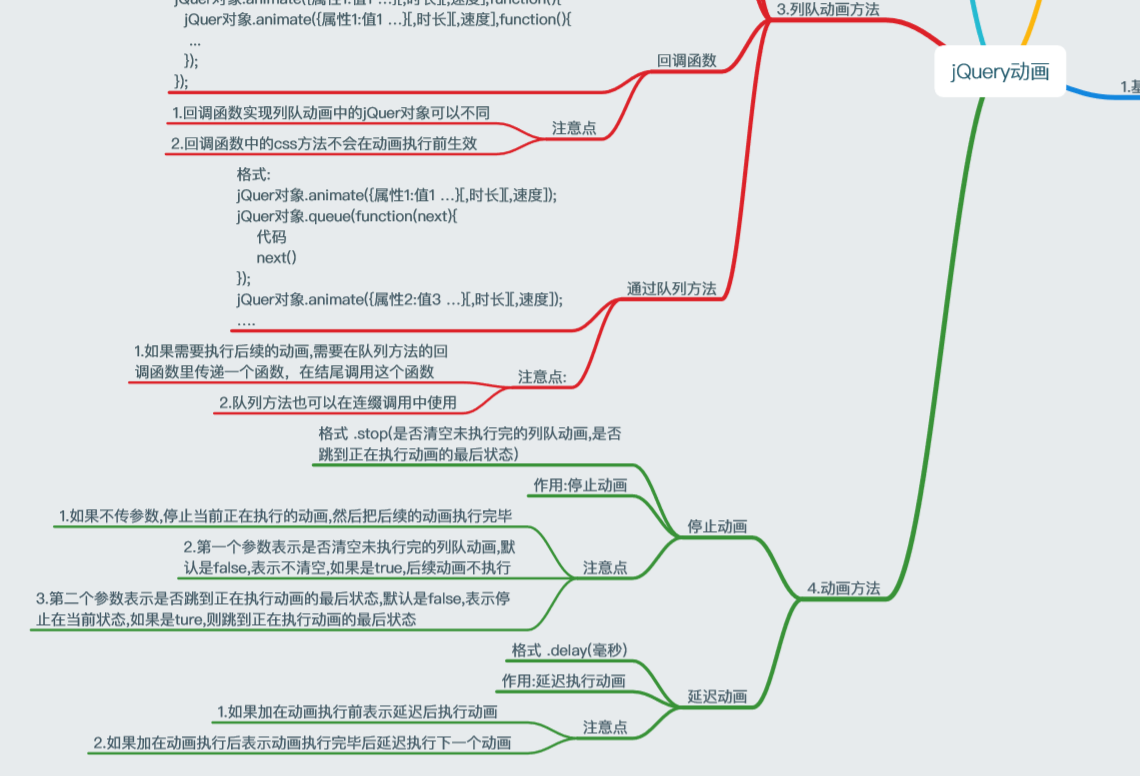 jQuer对象.animate({属性1:值1 ...}[,时长][,速度],function(){
jQuer对象.animate({属性1:值1 ...}[,时长][,速度],function(){
...
});
});
回调函数
1.回调函数实现列队动画中的jQuer对象可以不同
2.回调函数中的css方法不会在动画执行前生效
注意点
3.列队动画方法
jQuery动画
1.基
格式:
jQuer对象.animate({属性1:值1 ...}[,时长][,速度]);
jQuer对象.queue(function(next){
代码
next()
});
jQuer对象.animate({属性2:值3 ...}[,时长][,速度]);
....
通过队列方法
1.如果需要执行后续的动画,需要在队列方法的回
调函数里传递一个函数，在结尾调用这个函数
2.队列方法也可以在连缀调用中使用
注意点:
格式 .stop(是否清空未执行完的列队动画,是否
跳到正在执行动画的最后状态)
作用:停止动画
停止动画
1.如果不传参数,停止当前正在执行的动画,然后把后续的动画执行完毕
2.第一个参数表示是否清空未执行完的列队动画,默
认是false,表示不清空,如果是true,后续动画不执行
注意点
3.第二个参数表示是否跳到正在执行动画的最后状态,默认是false,表示停
止在当前状态,如果是ture,则跳到正在执行动画的最后状态
4.动画方法
格式 .delay(毫秒)
作用:延迟执行动画
延迟动画
1.如果加在动画执行前表示延迟后执行动画
注意点
2.如果加在动画执行后表示动画执行完毕后延迟执行下一个动画